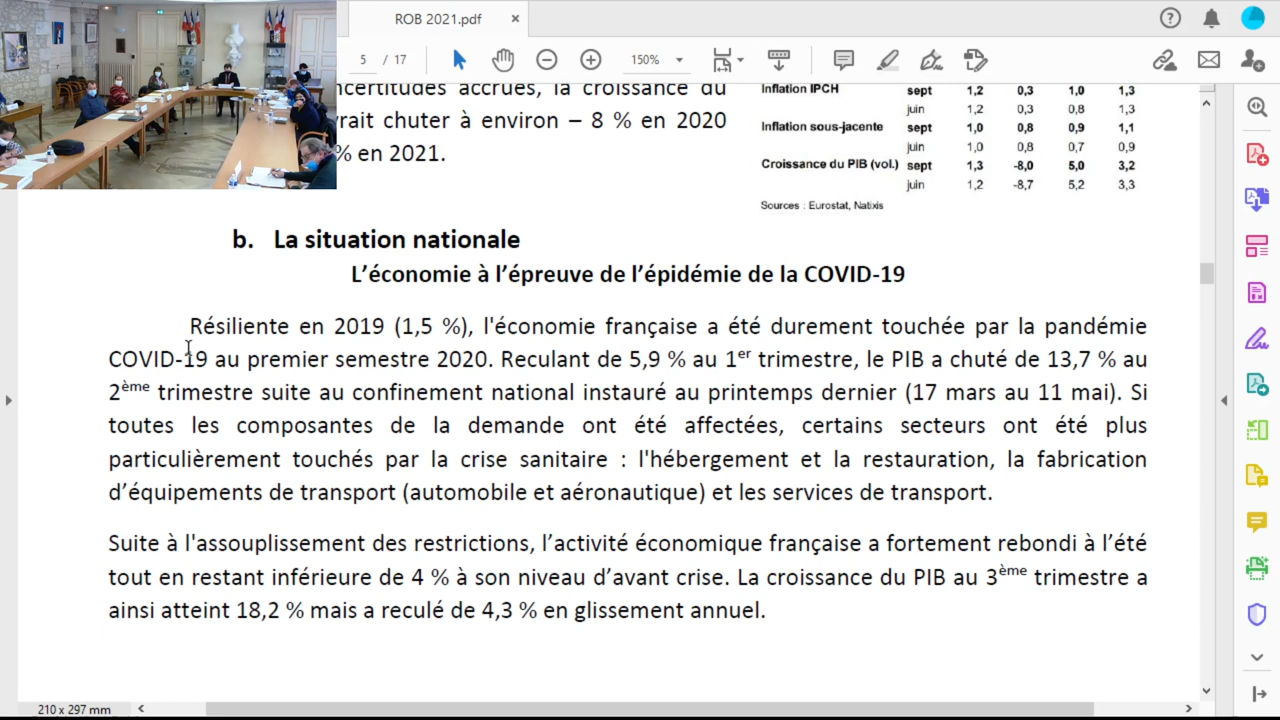 ROB 2021.pdf
5 / 17
150%
ncertitudes accrues, la croissance du
vrait chuter à environ – 8 % en 2020
% en 2021.
Inflation IPCH sept 1,2 0,3 1,0 1,3
juin 1,2 0,3 0,8 1,3
Inflation sous-jacente sept 1,0 0,8 0,9 1,1
juin 1,0 0,8 0,7 0,9
Croissance du PIB (vol.) sept 1,3 -8,0 5,0 3,2
juin 1,2 -8,7 5,2 3,3
Sources : Eurostat, Natixis
b. La situation nationale
L’économie à l’épreuve de l’épidémie de la COVID-19
Résiliente en 2019 (1,5 %), l'économie française a été durement touchée par la pandémie
COVID-19 au premier semestre 2020. Reculant de 5,9 % au 1er trimestre, le PIB a chuté de 13,7 % au
2ème trimestre suite au confinement national instauré au printemps dernier (17 mars au 11 mai). Si
toutes les composantes de la demande ont été affectées, certains secteurs ont été plus
particulièrement touchés par la crise sanitaire : l'hébergement et la restauration, la fabrication
d’équipements de transport (automobile et aéronautique) et les services de transport.
Suite à l'assouplissement des restrictions, l’activité économique française a fortement rebondi à l’été
tout en restant inférieure de 4 % à son niveau d’avant crise. La croissance du PIB au 3ème trimestre a
ainsi atteint 18,2 % mais a reculé de 4,3 % en glissement annuel.
210 x 297 mm